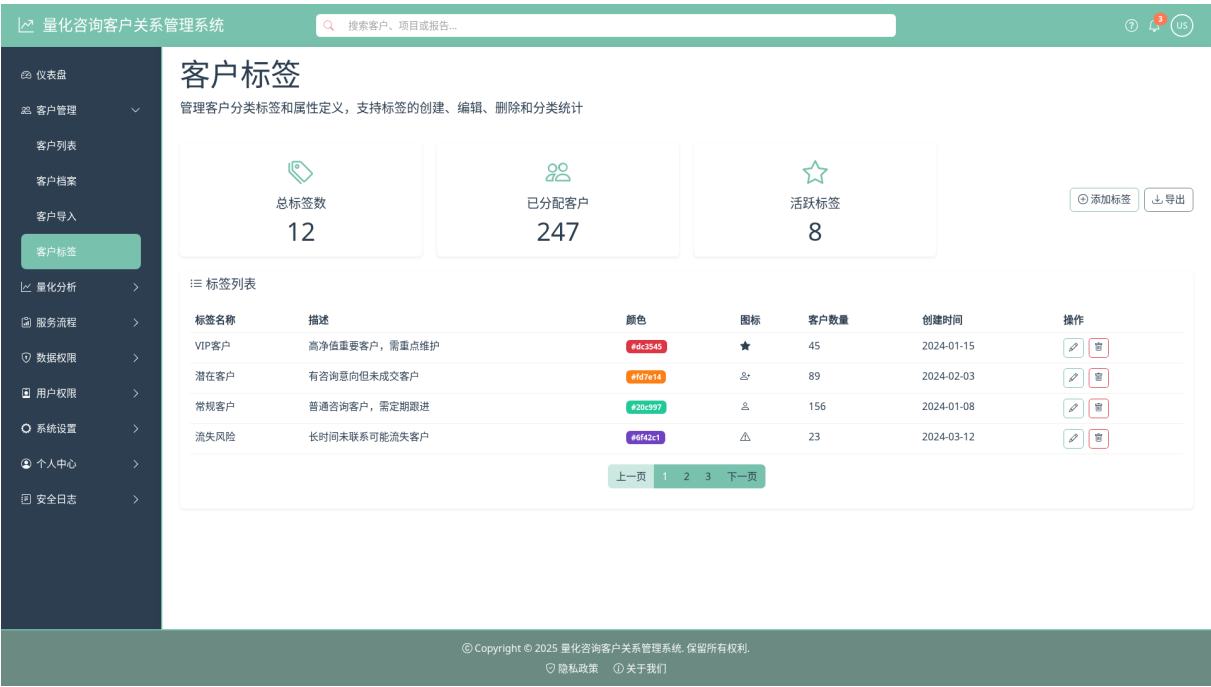 量化咨询客户关系管理系统
搜索客户、项目或报告...
3
US
仪表盘
客户管理
客户列表
客户档案
客户导入
客户标签
量化分析
服务流程
数据权限
用户权限
系统设置
个人中心
安全日志
客户标签
管理客户分类标签和属性定义，支持标签的创建、编辑、删除和分类统计
总标签数
12
已分配客户
247
活跃标签
8
添加标签
导出
标签列表
标签名称 描述 颜色 图标 客户数量 创建时间 操作
VIP客户 高净值重要客户，需重点维护 #dc3545 45 2024-01-15
潜在客户 有咨询意向但未成交客户 #fd7e14 89 2024-02-03
常规客户 普通咨询客户，需定期跟进 #20c997 156 2024-01-08
流失风险 长时间未联系可能流失客户 #6f42c1 23 2024-03-12
上一页 1 2 3 下一页
© Copyright © 2025 量化咨询客户关系管理系统. 保留所有权利.
隐私政策 关于我们